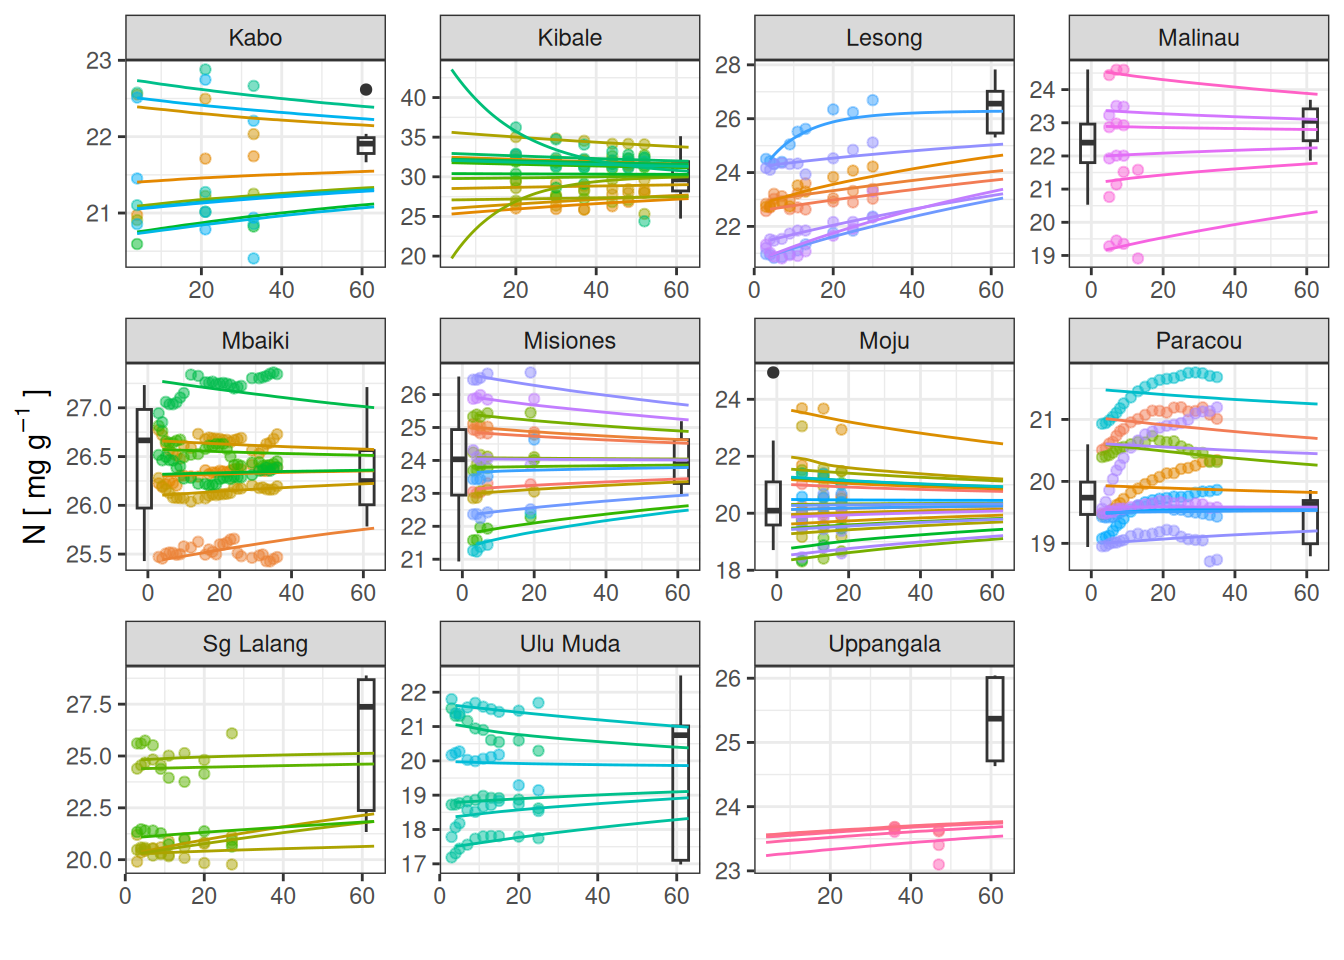 Kabo Kibale Lesong Malinau
23 22 21
20 40 60
40 35 30 25 20
20 40 60
28 26 24 22
0 20 40 60
24 23 22 21 20 19
0 20 40 60
Mbaiki Misiones Moju Paracou
N [ mg g⁻¹ ]
27.0 26.5 26.0 25.5
0 20 40 60
26 25 24 23 22 21
0 20 40 60
24 22 20 18
0 20 40 60
21 20 19
0 20 40 60
Sg Lalang Ulu Muda Uppangala
27.5 25.0 22.5 20.0
0 20 40 60
22 21 20 19 18 17
0 20 40 60
26 25 24 23
20 40 60